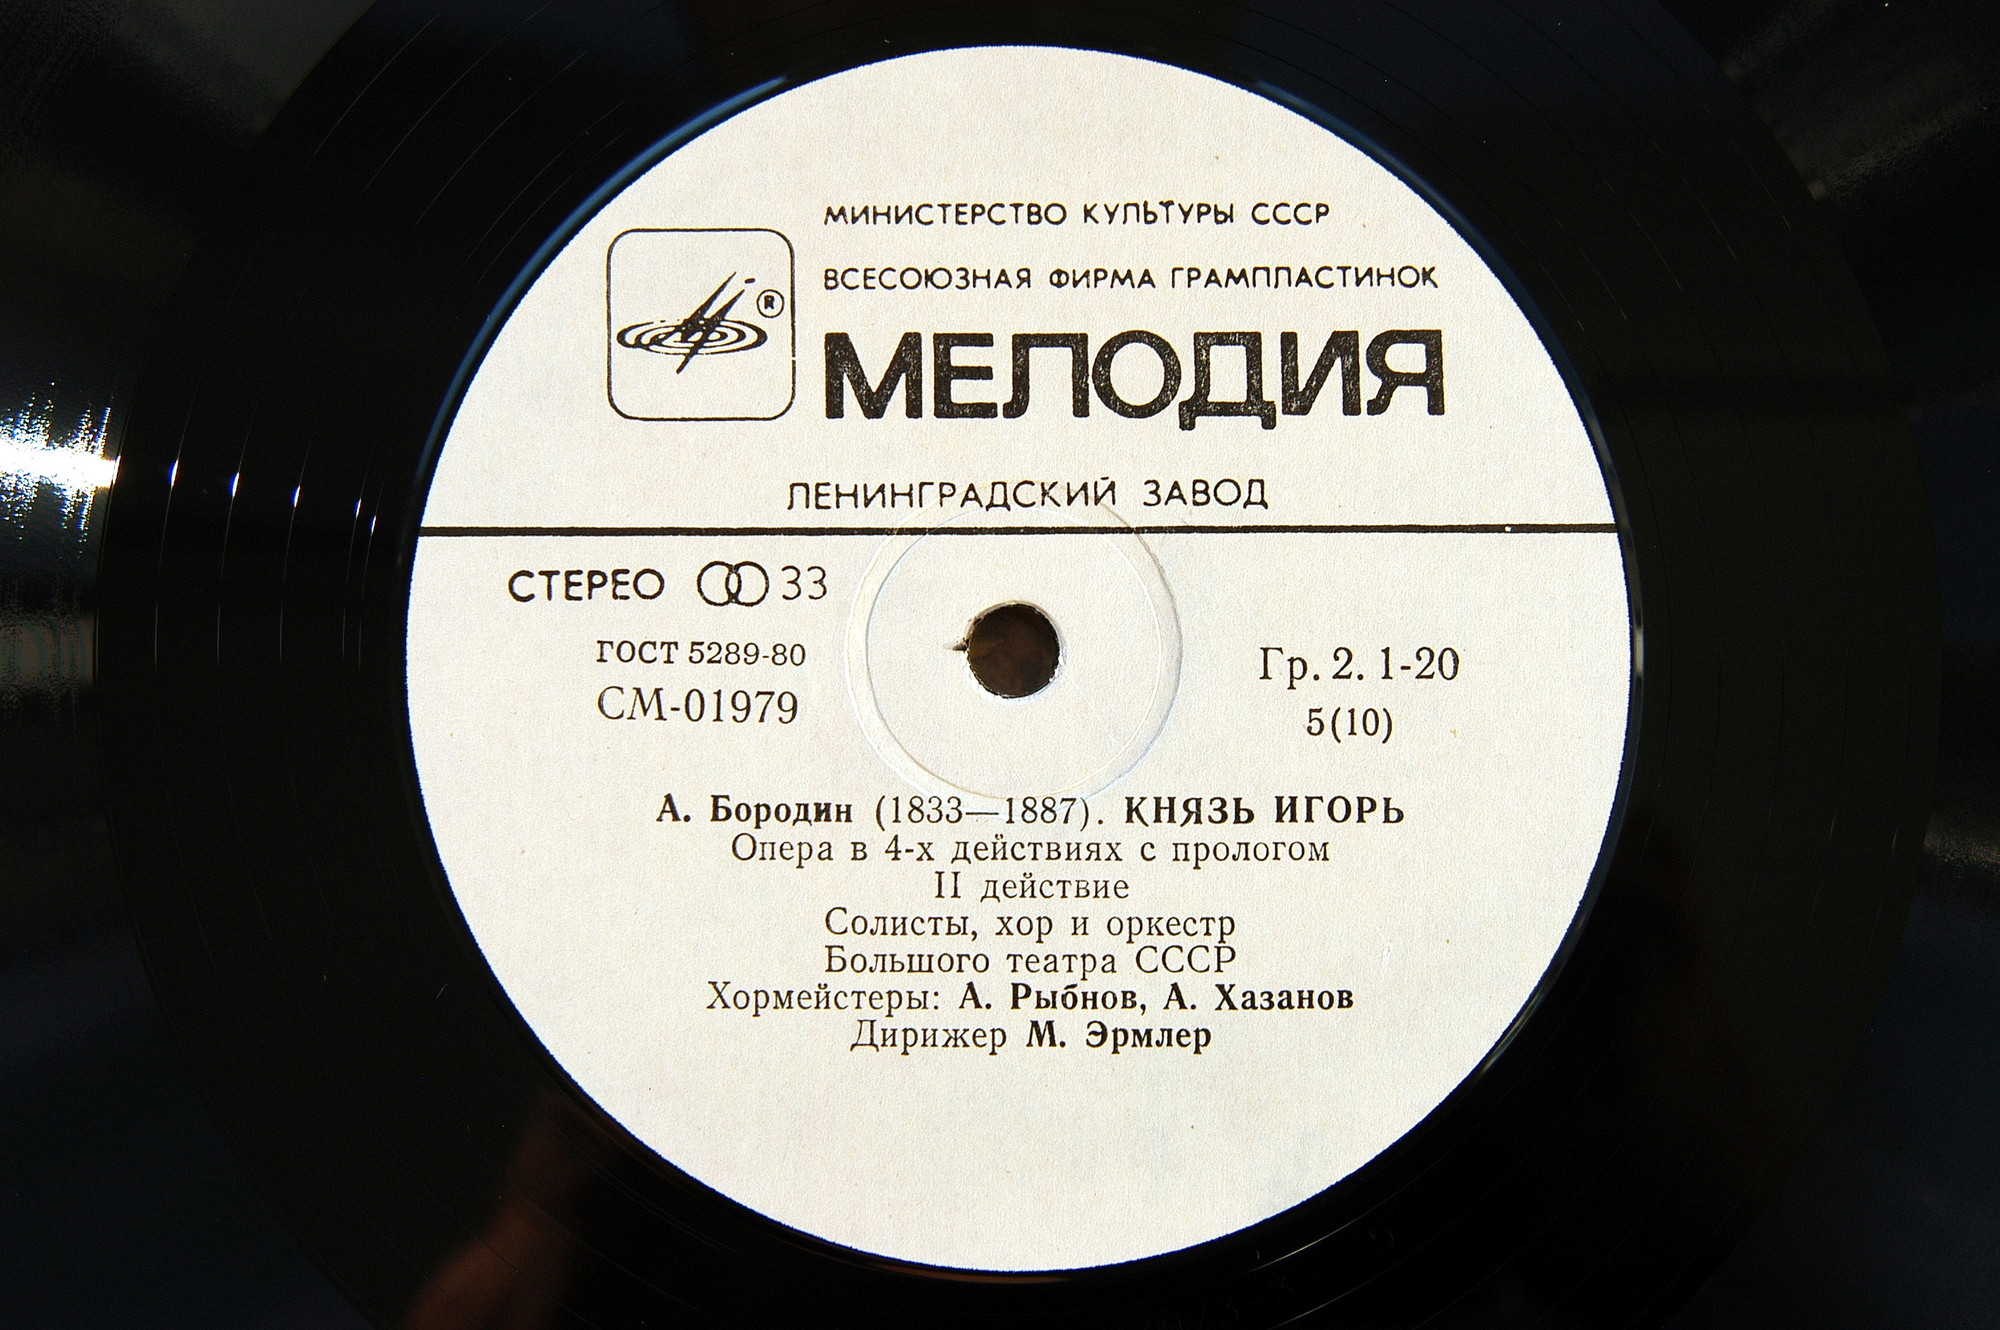 МИНИСТЕРСТВО КУЛЬТУРЫ СССР
ВСЕСОЮЗНАЯ ФИРМА ГРАМПЛАСТИНОК
®
МЕЛОДИЯ
ЛЕНИНГРАДСКИЙ ЗАВОД
СТЕРЕО 33
ГОСТ 5289-80
СМ-01979
Гр. 2. 1-20
5(10)
А. Бородин (1833—1887). КНЯЗЬ ИГОРЬ
Опера в 4-х действиях с прологом
II действие
Солисты, хор и оркестр
Большого театра СССР
Хормейстеры: А. Рыбнов, А. Хазанов
Дирижер М. Эрмлер